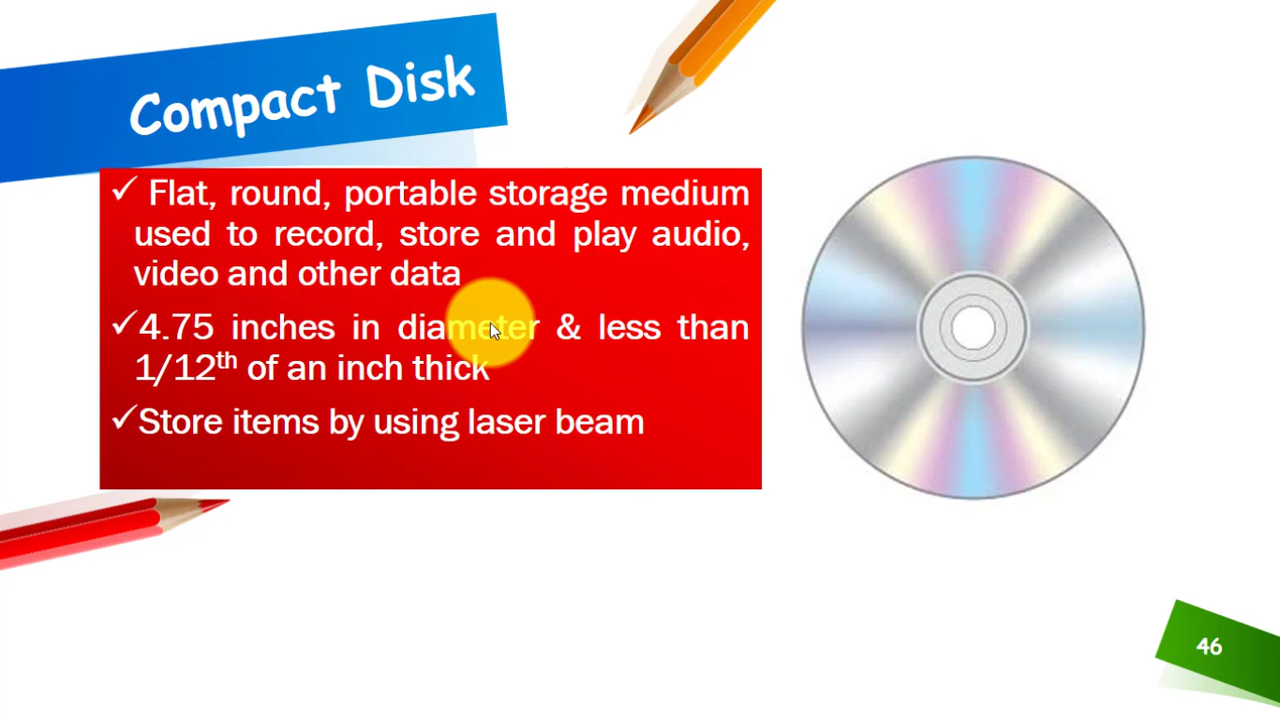 Compact Disk
✓ Flat, round, portable storage medium
used to record, store and play audio,
video and other data
✓4.75 inches in diameter & less than
1/12th of an inch thick
✓Store items by using laser beam
46